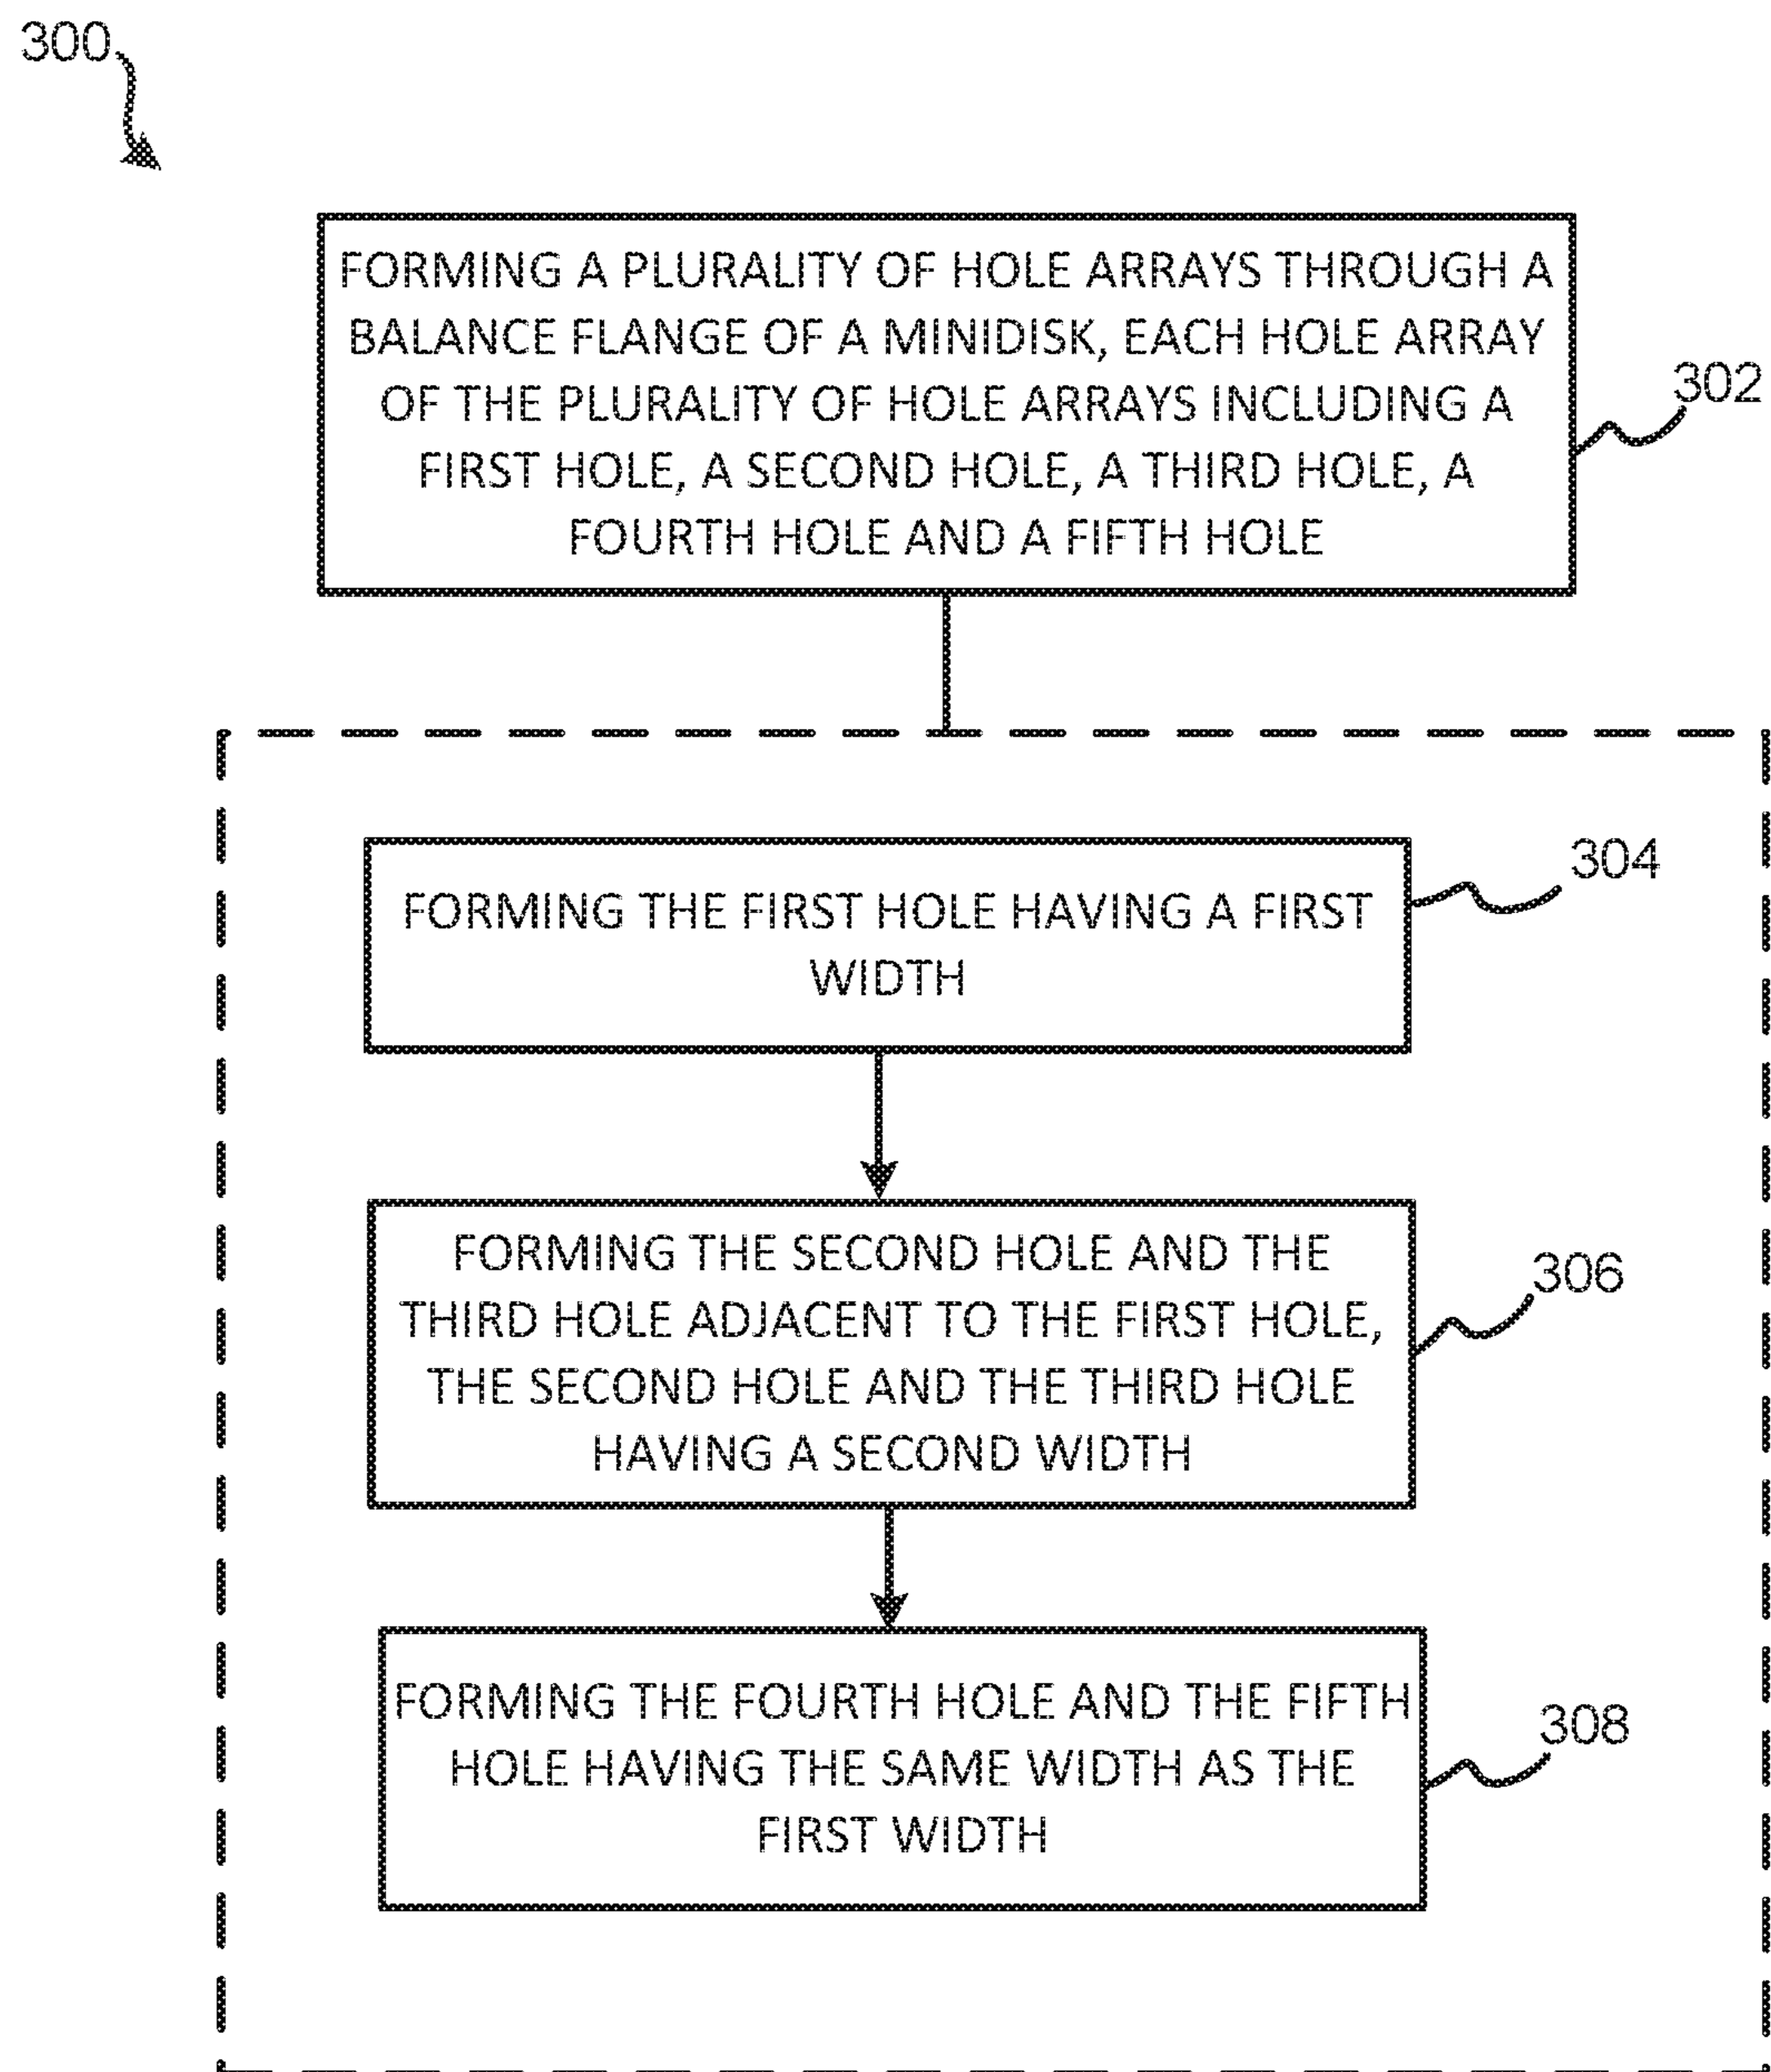 300
FORMING A PLURALITY OF HOLE ARRAYS THROUGH A
BALANCE FLANGE OF A MINIDISK, EACH HOLE ARRAY
OF THE PLURALITY OF HOLE ARRAYS INCLUDING A
FIRST HOLE, A SECOND HOLE, A THIRD HOLE, A
FOURTH HOLE AND A FIFTH HOLE
302
FORMING THE FIRST HOLE HAVING A FIRST
WIDTH
304
FORMING THE SECOND HOLE AND THE
THIRD HOLE ADJACENT TO THE FIRST HOLE,
THE SECOND HOLE AND THE THIRD HOLE
HAVING A SECOND WIDTH
306
FORMING THE FOURTH HOLE AND THE FIFTH
HOLE HAVING THE SAME WIDTH AS THE
FIRST WIDTH
308